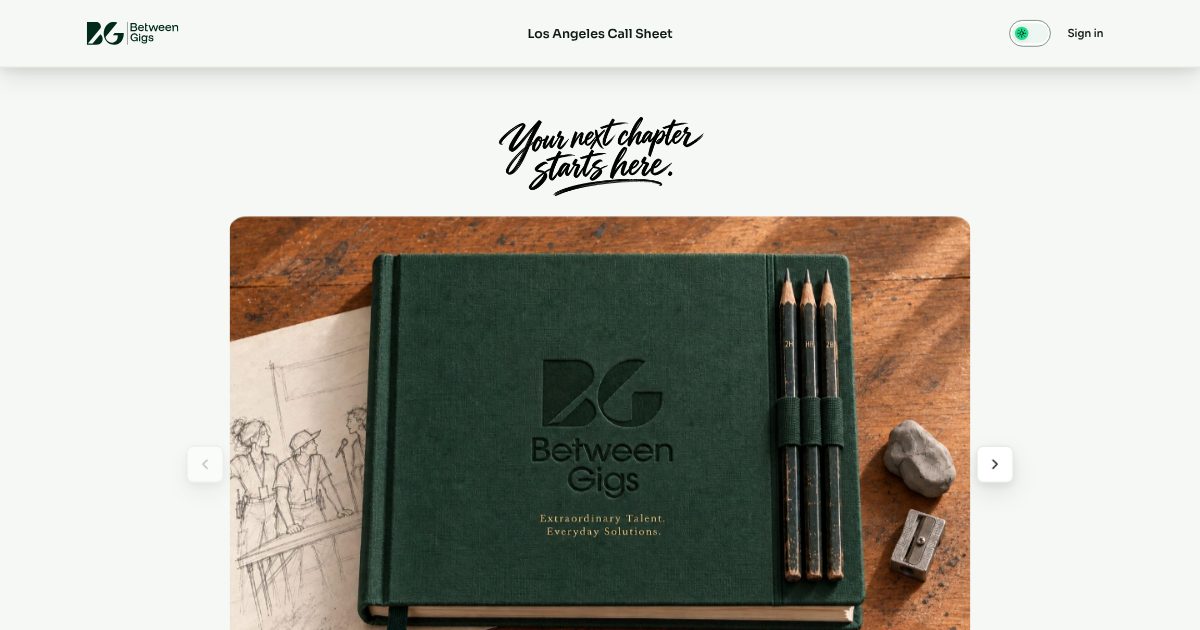 Between
Gigs
Los Angeles Call Sheet
Sign in
Your next chapter
starts here.
2H
HB
2B
BG
Between
Gigs
Extraordinary Talent.
Everyday Solutions.